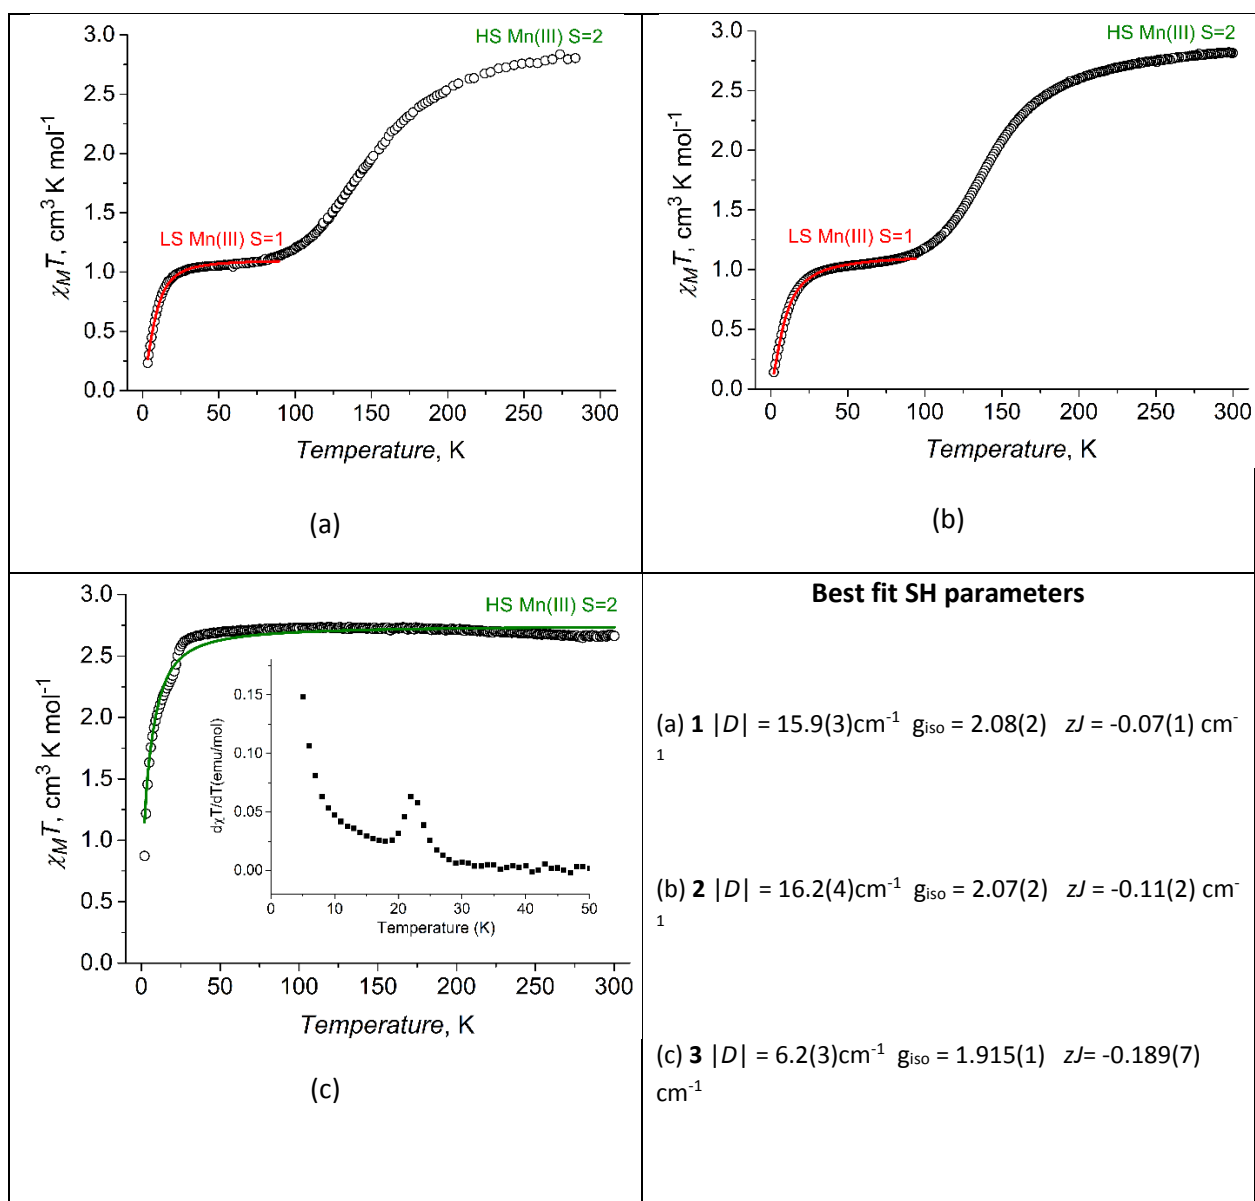 3.0
HS Mn(III) S=2
2.5
2.0
1.5
LS Mn(III) S=1
1.0
0.5
0.0
0 50 100 150 200 250 300
χMT, cm³ K mol⁻¹
Temperature, K
(a)
3.0
HS Mn(III) S=2
2.5
2.0
1.5
LS Mn(III) S=1
1.0
0.5
0.0
0 50 100 150 200 250 300
χMT, cm³ K mol⁻¹
Temperature, K
(b)
3.0
HS Mn(III) S=2
2.5
2.0
1.5
1.0
0.5
0.0
0 50 100 150 200 250 300
χMT, cm³ K mol⁻¹
Temperature, K
0.15
0.10
0.05
0.00
0 10 20 30 40 50
dχT/dT(emu/mol)
Temperature (K)
(c)
Best fit SH parameters
(a) 1 |D| = 15.9(3)cm⁻¹ giso = 2.08(2) zJ = -0.07(1) cm⁻
¹
(b) 2 |D| = 16.2(4)cm⁻¹ giso = 2.07(2) zJ = -0.11(2) cm⁻
¹
(c) 3 |D| = 6.2(3)cm⁻¹ giso = 1.915(1) zJ= -0.189(7)
cm⁻¹